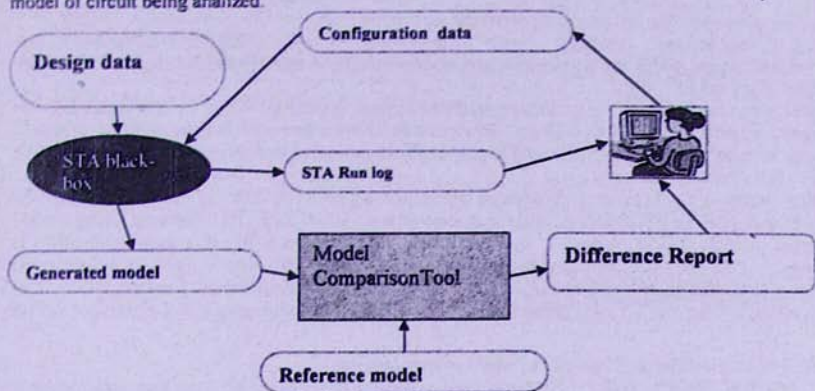 model of circuit being analized.
Configuration data
Design data
STA black-
box
STA Run log
Generated model
Model
ComparisonTool
Difference Report
Reference model